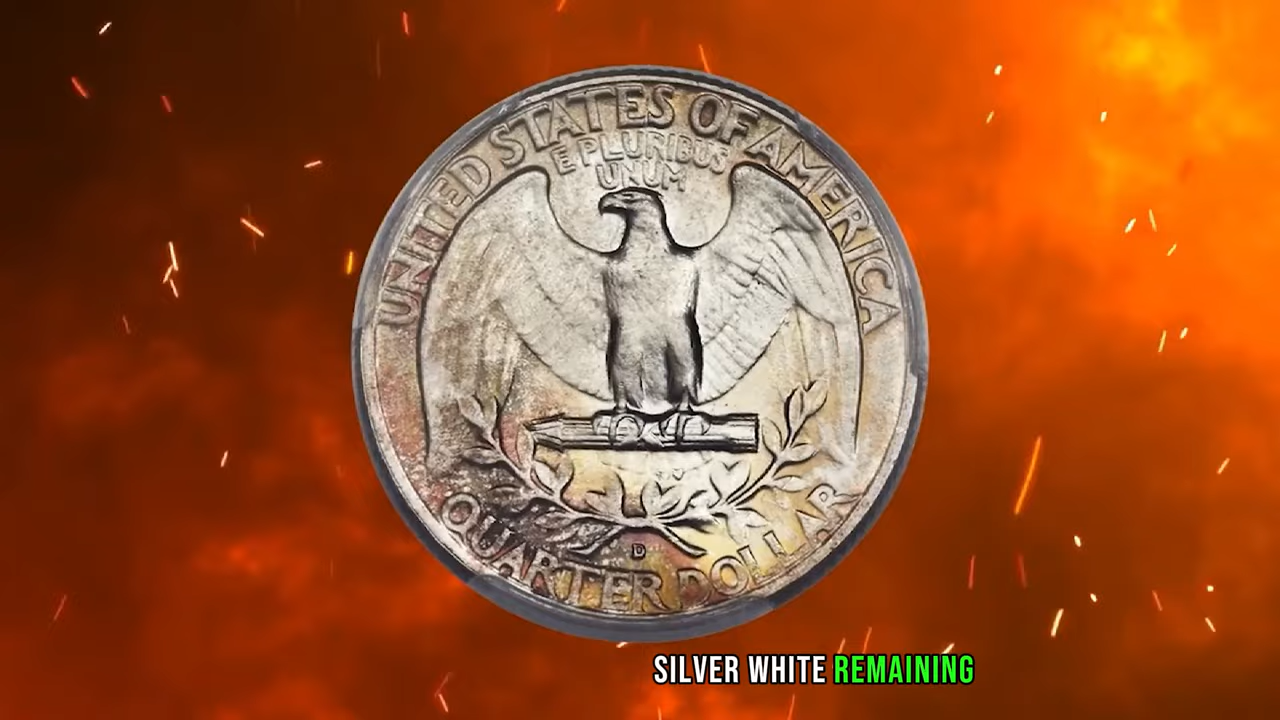 UNITED STATES OF AMERICA
E PLURIBUS
UNUM
D
QUARTER DOLLAR
SILVER WHITE REMAINING